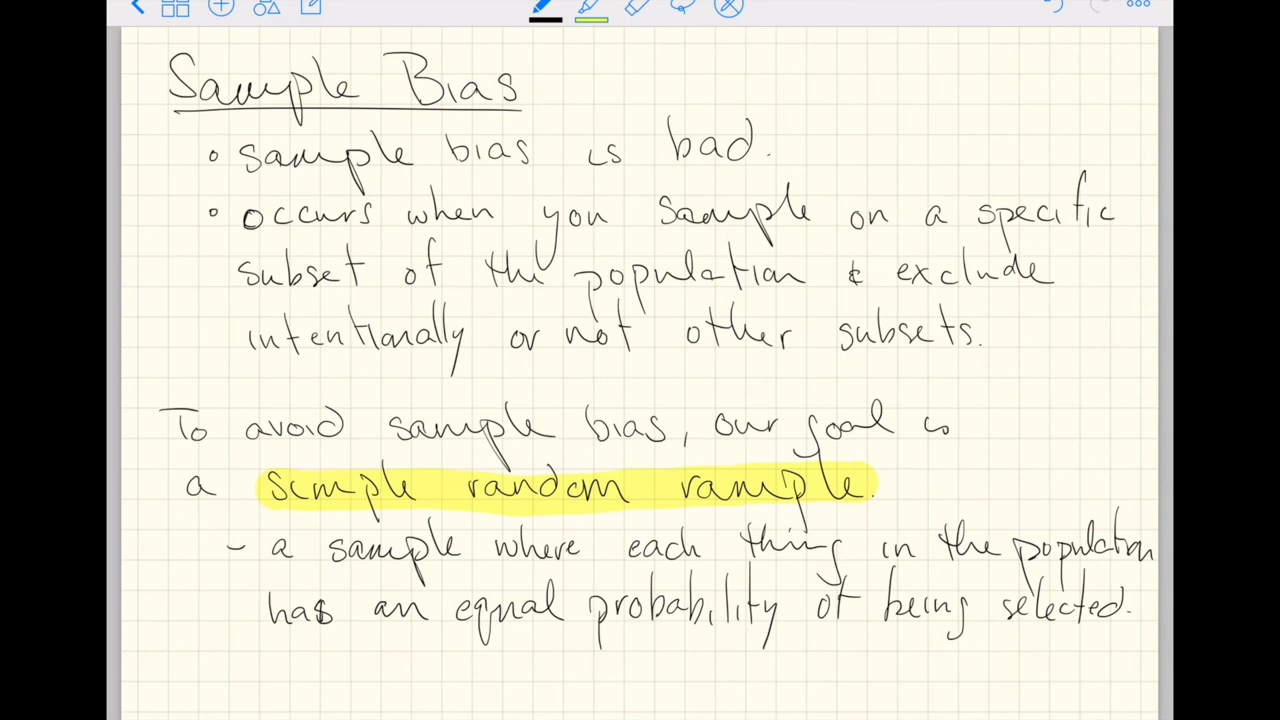 Sample Bias
• sample bias is bad.
• occurs when you sample on a specific
subset of the population & exclude
intentionally or not other subsets.
To avoid sample bias, our goal is
a simple random rample.
- a sample where each thing in the population
has an equal probability of being selected.